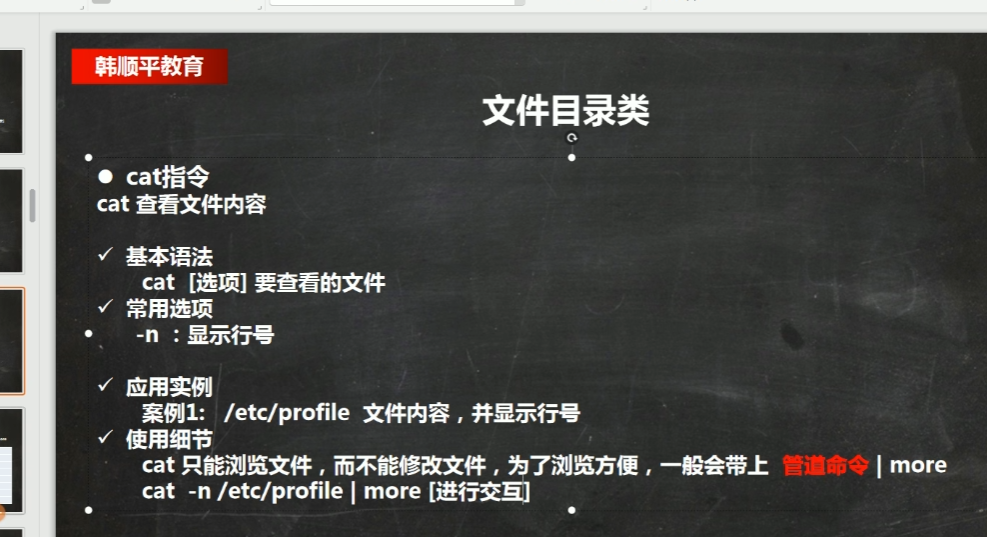 韩顺平教育
文件目录类
cat指令
cat 查看文件内容
基本语法
cat [选项] 要查看的文件
常用选项
-n ：显示行号
应用实例
案例1: /etc/profile 文件内容，并显示行号
使用细节
cat 只能浏览文件，而不能修改文件，为了浏览方便，一般会带上 管道命令 | more
cat -n /etc/profile | more [进行交互]